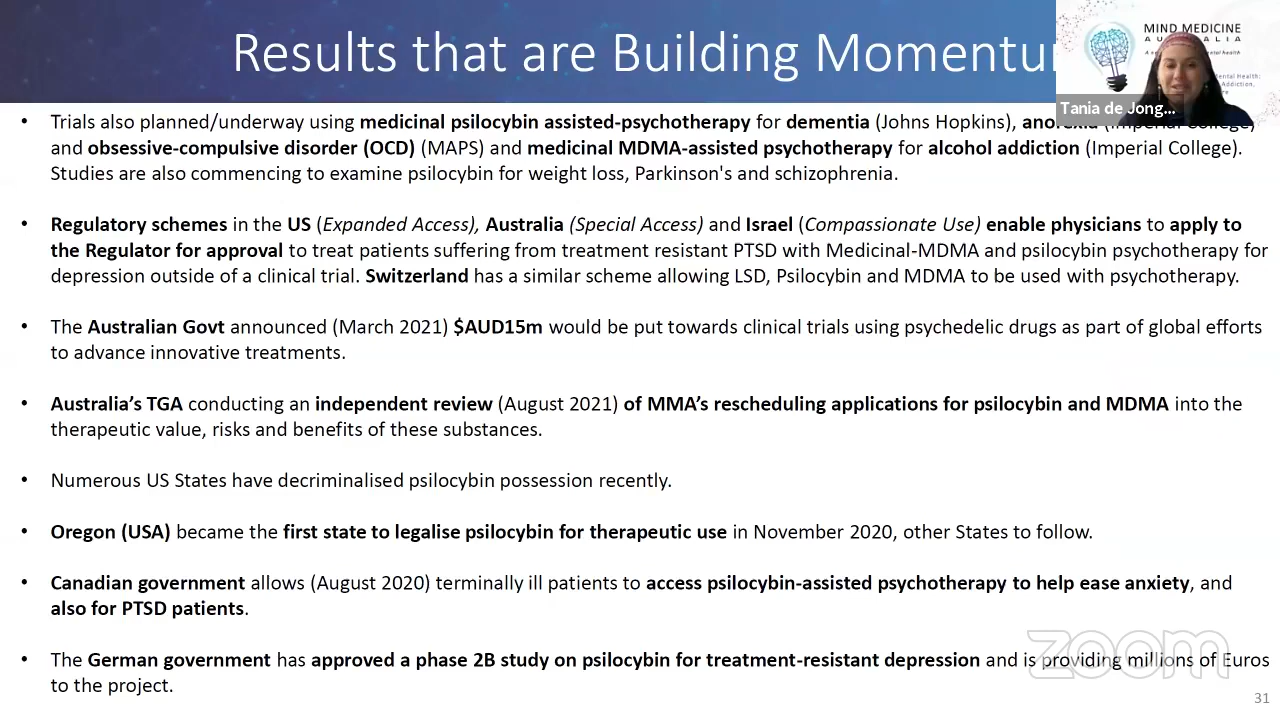 Results that are Building Momentum
MIND MEDICINE
AUSTRALIA
Tania de Jong...
• Trials also planned/underway using medicinal psilocybin assisted-psychotherapy for dementia (Johns Hopkins), anorexia (Imperial College)
and obsessive-compulsive disorder (OCD) (MAPS) and medicinal MDMA-assisted psychotherapy for alcohol addiction (Imperial College).
Studies are also commencing to examine psilocybin for weight loss, Parkinson's and schizophrenia.
• Regulatory schemes in the US (Expanded Access), Australia (Special Access) and Israel (Compassionate Use) enable physicians to apply to
the Regulator for approval to treat patients suffering from treatment resistant PTSD with Medicinal-MDMA and psilocybin psychotherapy for
depression outside of a clinical trial. Switzerland has a similar scheme allowing LSD, Psilocybin and MDMA to be used with psychotherapy.
• The Australian Govt announced (March 2021) $AUD15m would be put towards clinical trials using psychedelic drugs as part of global efforts
to advance innovative treatments.
• Australia’s TGA conducting an independent review (August 2021) of MMA’s rescheduling applications for psilocybin and MDMA into the
therapeutic value, risks and benefits of these substances.
• Numerous US States have decriminalised psilocybin possession recently.
• Oregon (USA) became the first state to legalise psilocybin for therapeutic use in November 2020, other States to follow.
• Canadian government allows (August 2020) terminally ill patients to access psilocybin-assisted psychotherapy to help ease anxiety, and
also for PTSD patients.
• The German government has approved a phase 2B study on psilocybin for treatment-resistant depression and is providing millions of Euros
to the project.
zoom
31